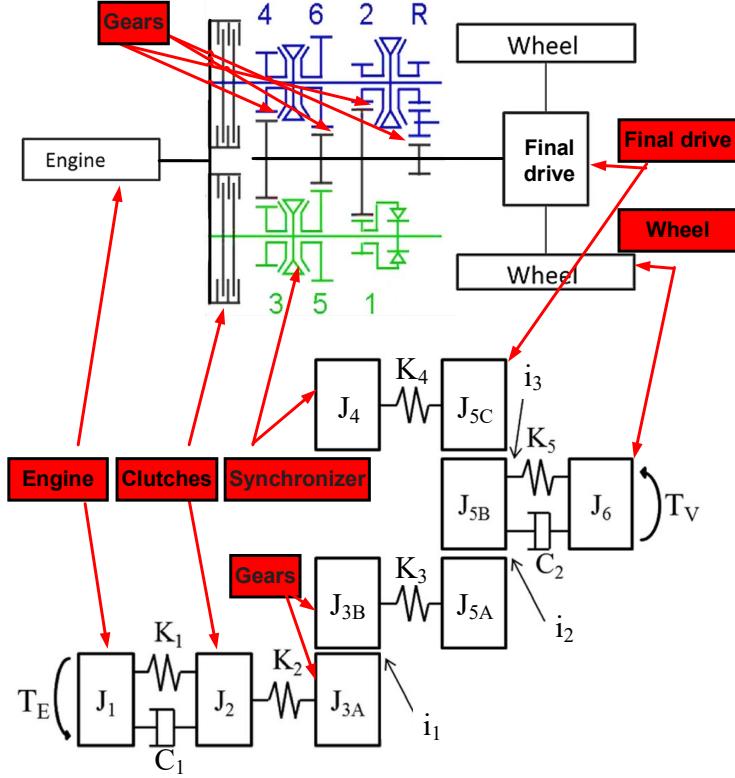 Gears
4 6 2 R
Wheel
Engine
Final
drive
Final drive
Wheel
Wheel
3 5 1
K4
i3
J4
J5C
K5
Engine
Clutches
Synchronizer
J5B
J6
TV
C2
Gears
K3
J3B
J5A
i2
K1
K2
TE
J1
J2
J3A
i1
C1